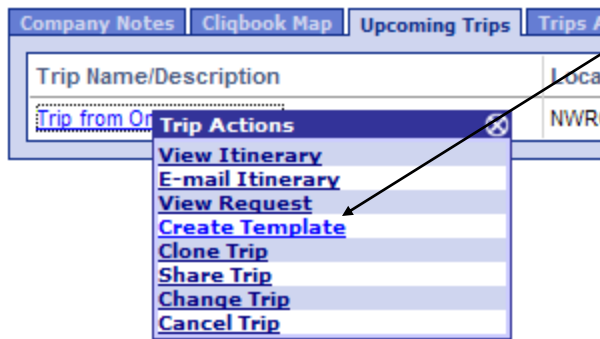 Company Notes Cliqbook Map Upcoming Trips Trips
Trip Name/Description
Trip from
Trip Actions
View Itinerary
E-mail Itinerary
View Request
Create Template
Clone Trip
Share Trip
Change Trip
Cancel Trip